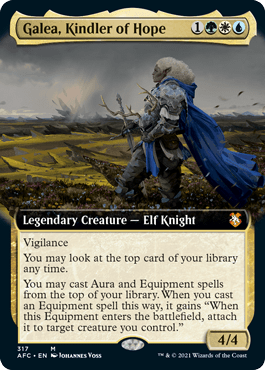 Galea, Kindler of Hope 1
Legendary Creature — Elf Knight
Vigilance
You may look at the top card of your library
any time.
You may cast Aura and Equipment spells
from the top of your library. When you cast
an Equipment spell this way, it gains “When
this Equipment enters the battlefield, attach
it to target creature you control.”
4/4
317 M
AFC • EN Johannes Voss
™ & © 2021 Wizards of the Coast